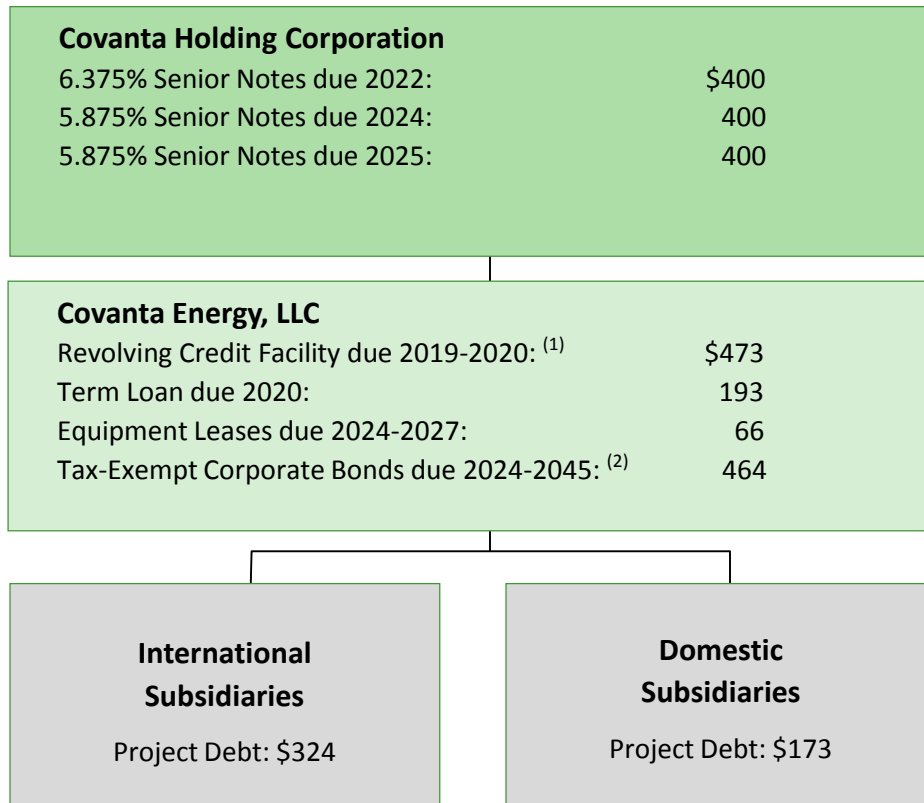 Covanta Holding Corporation
6.375% Senior Notes due 2022: $400
5.875% Senior Notes due 2024: 400
5.875% Senior Notes due 2025: 400
Covanta Energy, LLC
Revolving Credit Facility due 2019-2020: (1) $473
Term Loan due 2020: 193
Equipment Leases due 2024-2027: 66
Tax-Exempt Corporate Bonds due 2024-2045: (2) 464
International
Subsidiaries
Project Debt: $324
Domestic
Subsidiaries
Project Debt: $173